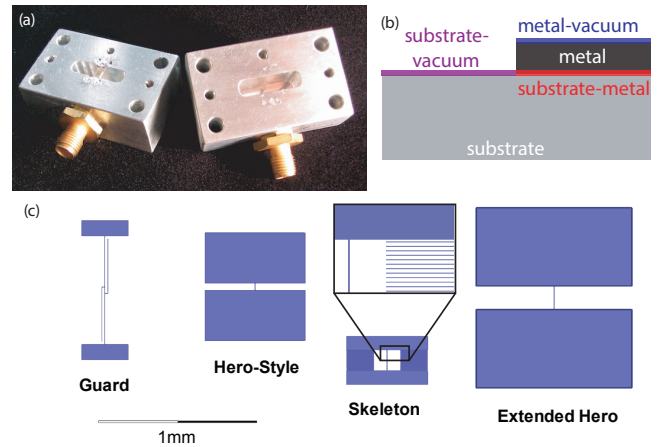 (a)
(b)
metal-vacuum
substrate-
vacuum
metal
substrate-metal
substrate
(c)
Guard
Hero-Style
Skeleton
Extended Hero
1mm